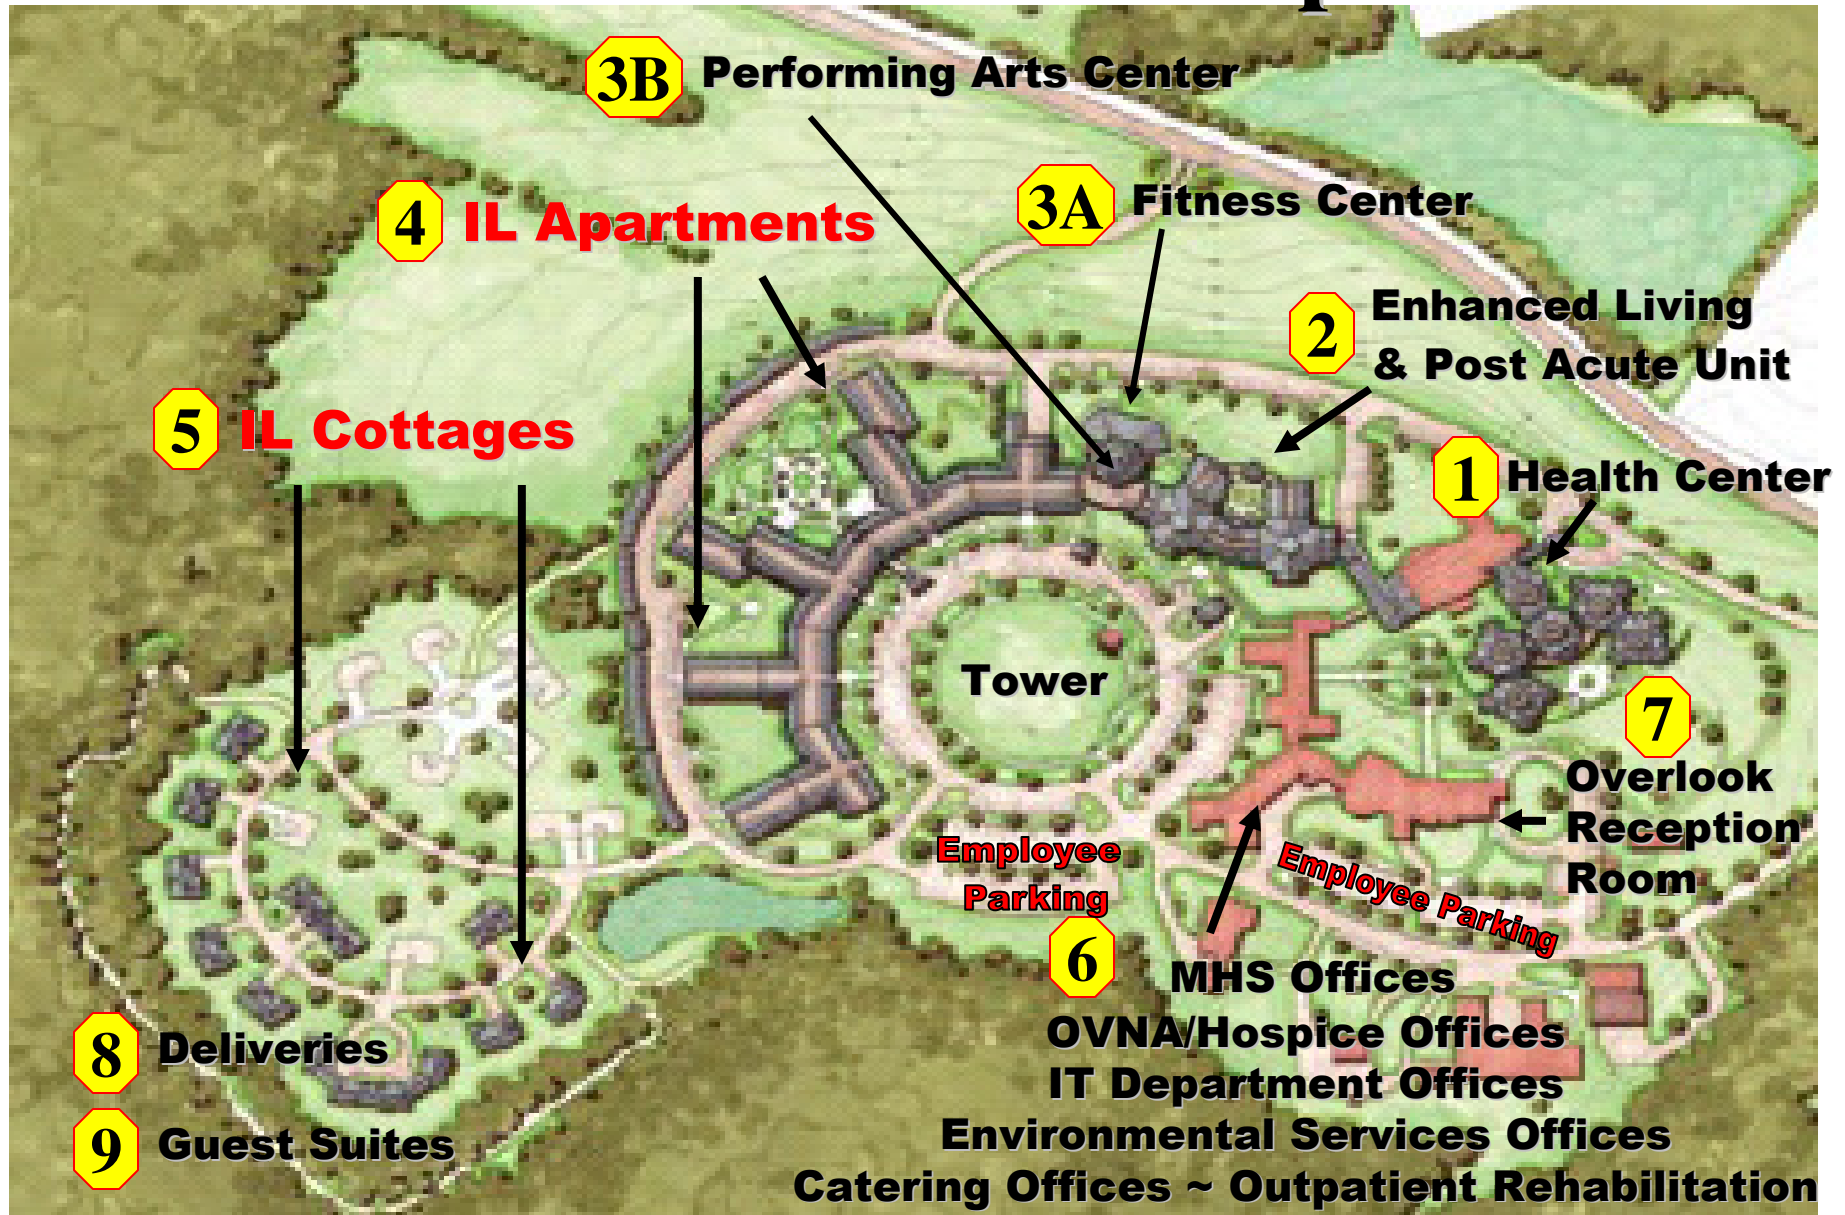 3B Performing Arts Center
3A Fitness Center
4 IL Apartments
2 Enhanced Living
& Post Acute Unit
5 IL Cottages
1 Health Center
Tower
7
Overlook
Reception
Room
Employee
Parking
Employee Parking
6
MHS Offices
OVNA/Hospice Offices
IT Department Offices
Environmental Services Offices
Catering Offices ~ Outpatient Rehabilitation
8 Deliveries
9 Guest Suites